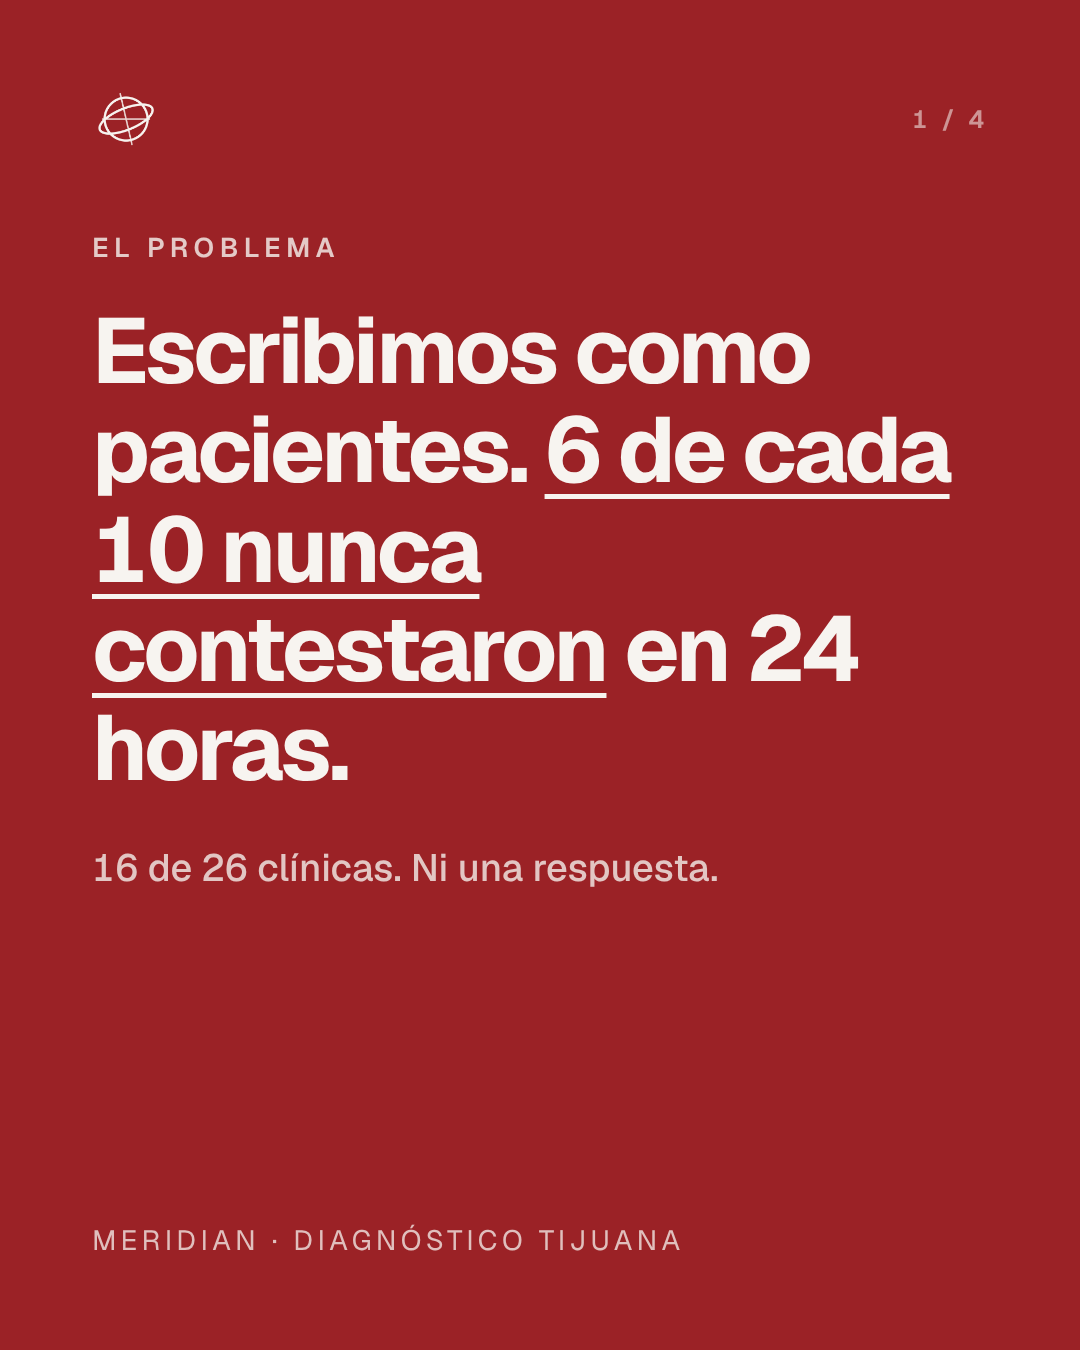 1 / 4
EL PROBLEMA
Escribimos como
pacientes. 6 de cada
10 nunca
contestaron en 24
horas.
16 de 26 clínicas. Ni una respuesta.
MERIDIAN · DIAGNÓSTICO TIJUANA